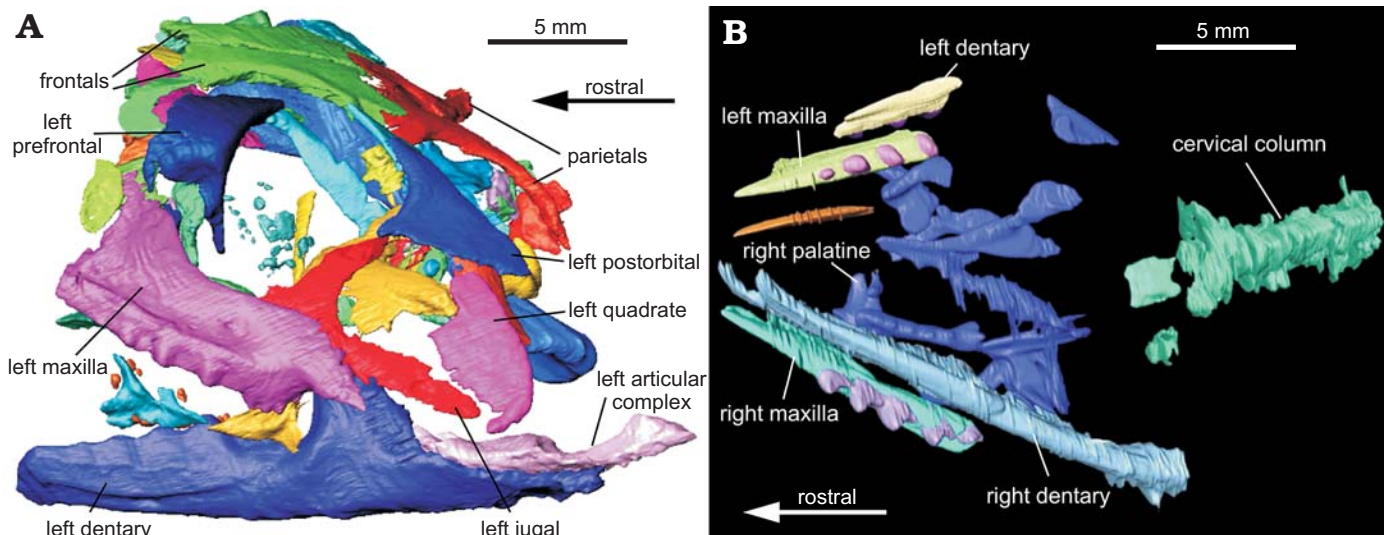 A
5 mm
frontals
rostral
left
prefrontal
parietals
left postorbital
left quadrate
left maxilla
left articular
complex
left dentary
left jugal
B
5 mm
left dentary
left maxilla
cervical column
right palatine
right maxilla
rostral
right dentary